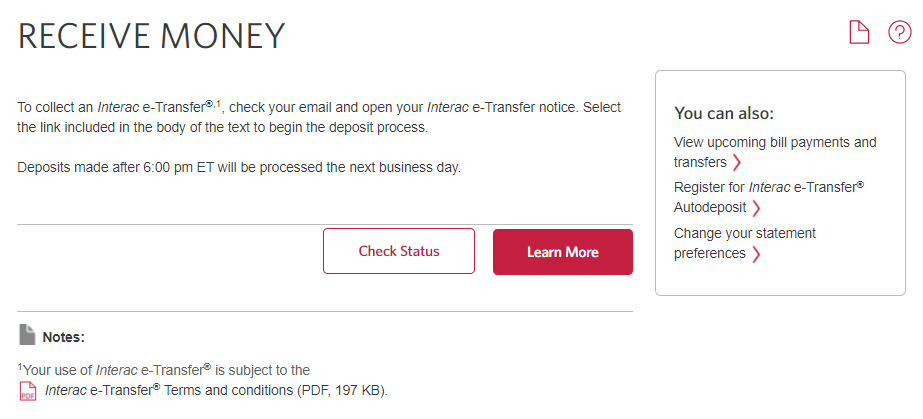 RECEIVE MONEY
To collect an Interac e-Transfer®,1, check your email and open your Interac e-Transfer notice. Select
the link included in the body of the text to begin the deposit process.
Deposits made after 6:00 pm ET will be processed the next business day.
Check Status
Learn More
You can also:
View upcoming bill payments and
transfers
Register for Interac e-Transfer®
Autodeposit
Change your statement
preferences
Notes:
1Your use of Interac e-Transfer® is subject to the
PDF Interac e-Transfer® Terms and conditions (PDF, 197 KB).